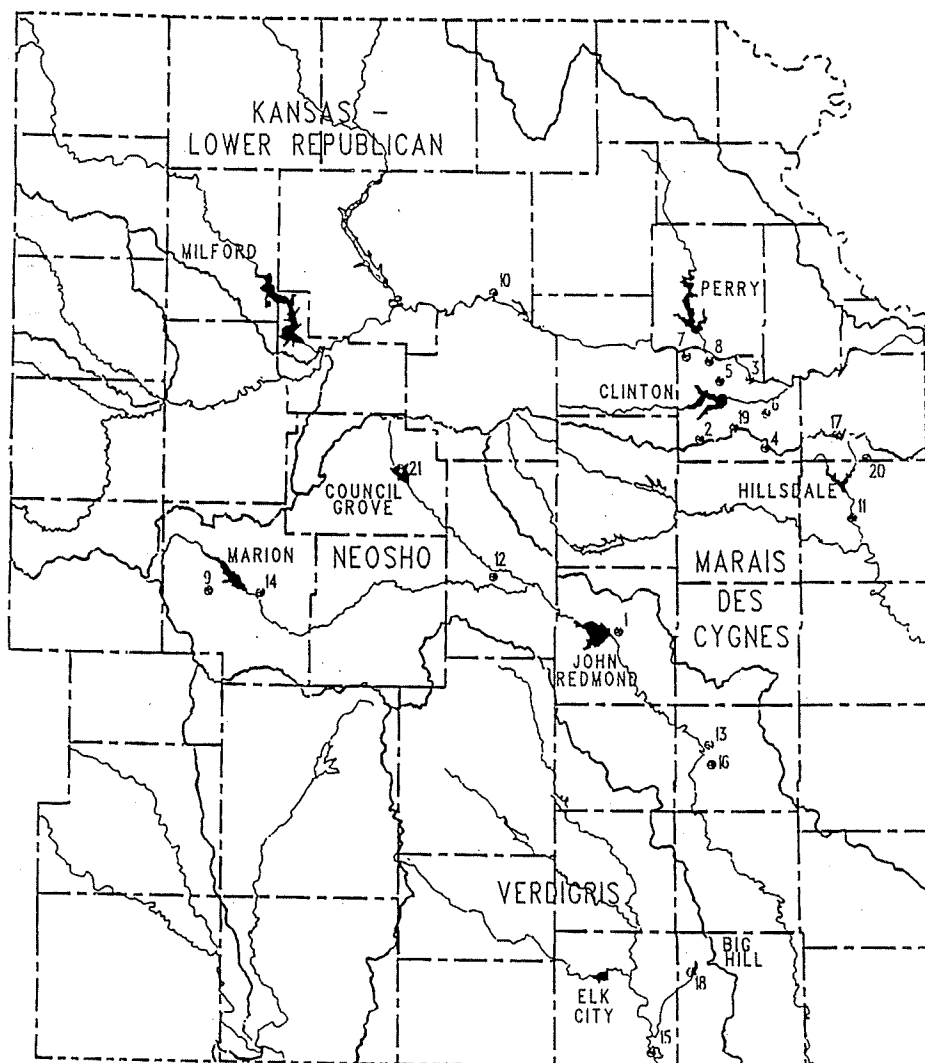 KANSAS -
LOWER REPUBLICAN
MILFORD
10
PERRY
7
8
5
3
CLINTON
6
19
2
4
17
20
21
COUNCIL
GROVE
HILLSDALE
11
MARION
NEOSHO
12
MARAIS
DES
CYGNES
9
14
1
JOHN
REDMOND
13
16
VERDIGRIS
BIG
HILL
18
ELK
CITY
15